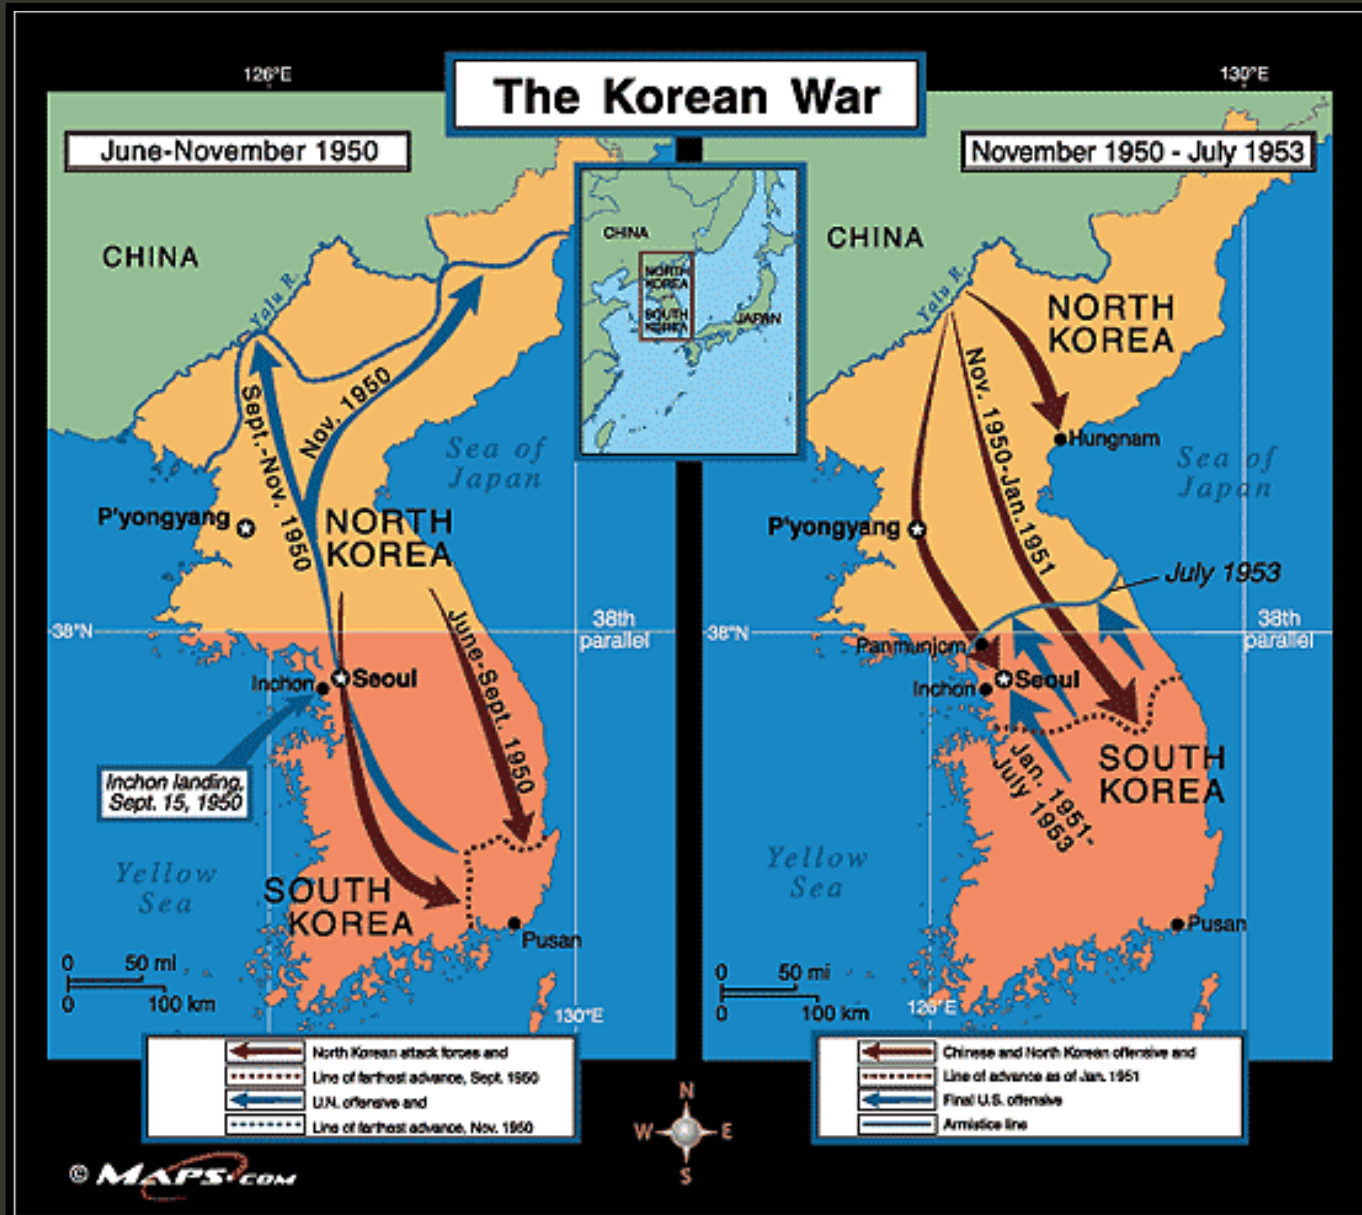 The Korean War
126°E
June-November 1950
CHINA
Yalu R.
Sept.-Nov. 1950
Nov. 1950
Sea of
Japan
P'yongyang
NORTH
KOREA
38°N
38th
parallel
June-Sept. 1950
Inchon
Seoul
Inchon landing,
Sept. 15, 1950
Yellow
Sea
SOUTH
KOREA
Pusan
0 50 mi
0 100 km
130°E
North Korean attack forces and
Line of farthest advance, Sept. 1950
U.N. offensive and
Line of farthest advance, Nov. 1950
CHINA
NORTH
KOREA
SOUTH
KOREA
JAPAN
130°E
November 1950 - July 1953
CHINA
Yalu R.
NORTH
KOREA
Nov. 1950-Jan. 1951
Hungnam
Sea of
Japan
P'yongyang
July 1953
38°N
38th
parallel
Panmunjom
Inchon
Seoul
SOUTH
KOREA
Jan. 1951-
July 1953
Yellow
Sea
Pusan
0 50 mi
0 100 km
126°E
Chinese and North Korean offensive and
Line of advance as of Jan. 1951
Final U.S. offensive
Armistice line
N
W E
S
© MAPS.COM